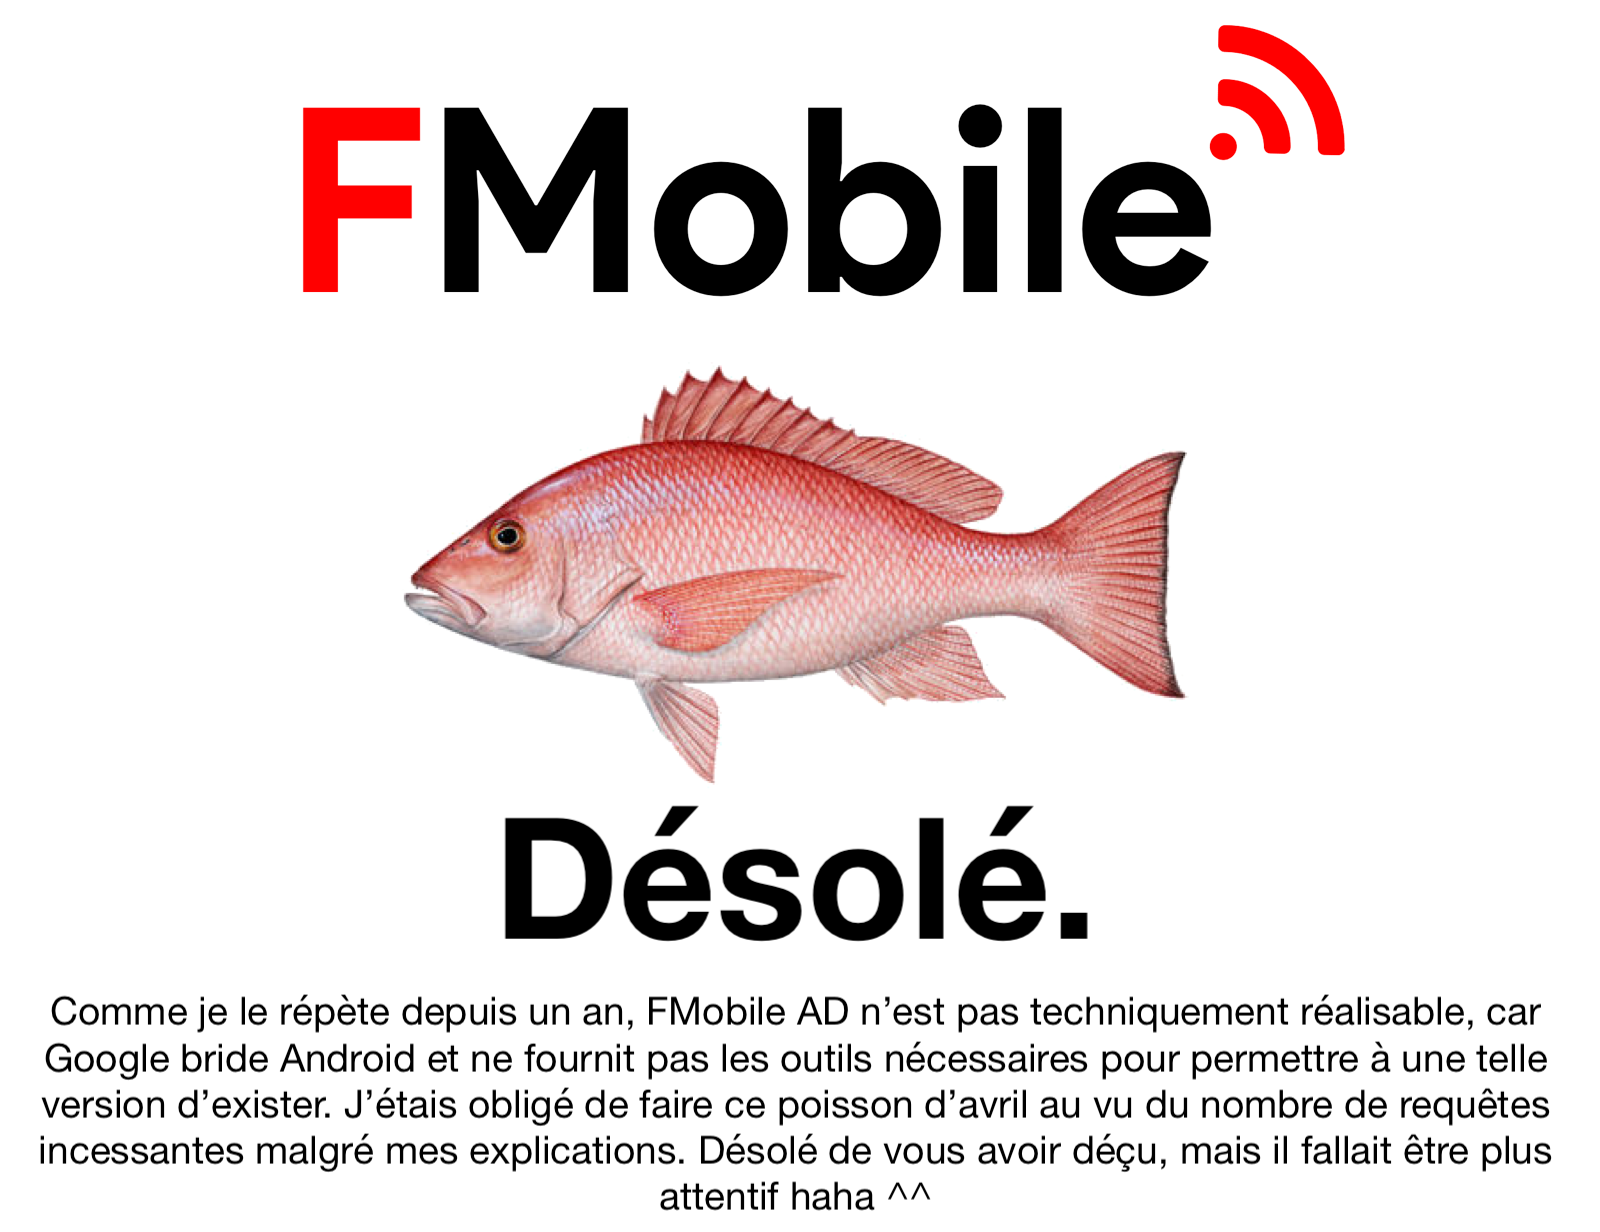 FMobile
Désolé.
Comme je le répète depuis un an, FMobile AD n’est pas techniquement réalisable, car
Google bride Android et ne fournit pas les outils nécessaires pour permettre à une telle
version d’exister. J’étais obligé de faire ce poisson d’avril au vu du nombre de requêtes
incessantes malgré mes explications. Désolé de vous avoir déçu, mais il fallait être plus
attentif haha ^^